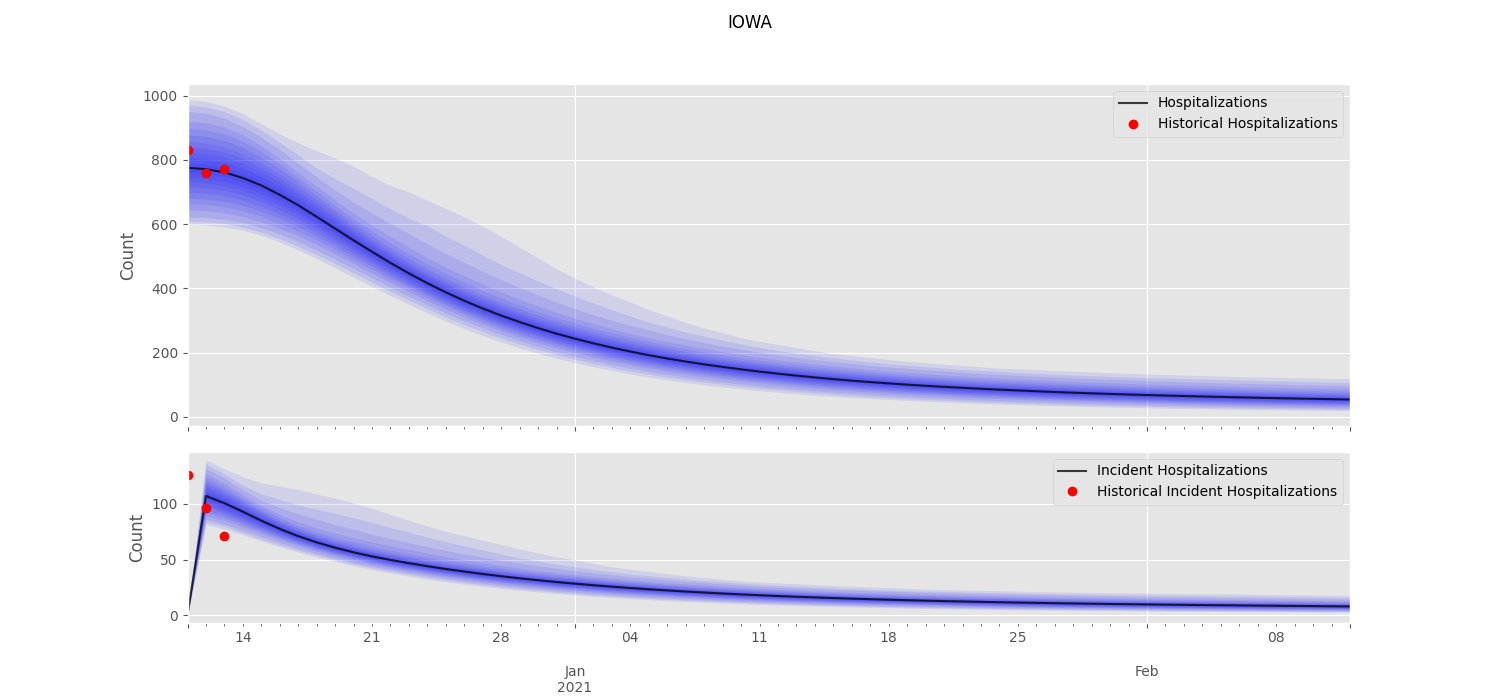 IOWA
1000
800
600
400
200
0
Count
Hospitalizations
Historical Hospitalizations
100
50
0
Count
Incident Hospitalizations
Historical Incident Hospitalizations
14 21 28 04 11 18 25 08
Jan Feb
2021